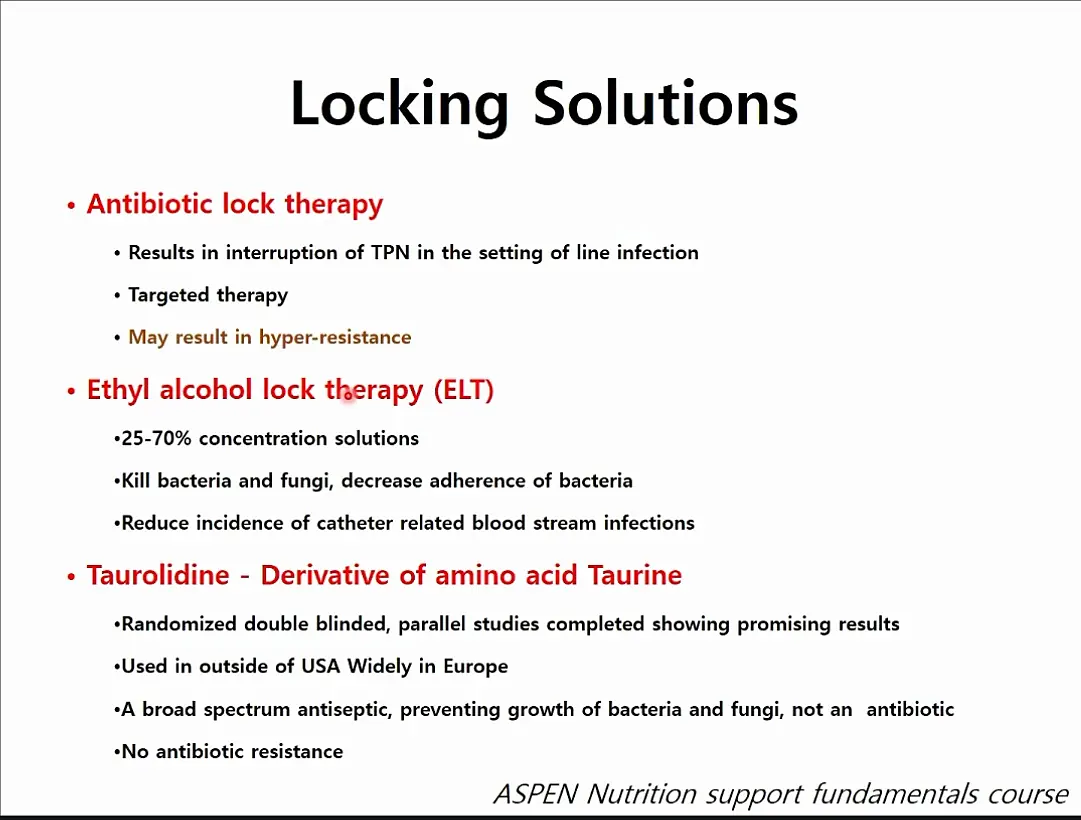 Locking Solutions
• Antibiotic lock therapy
• Results in interruption of TPN in the setting of line infection
• Targeted therapy
• May result in hyper-resistance
• Ethyl alcohol lock therapy (ELT)
•25-70% concentration solutions
•Kill bacteria and fungi, decrease adherence of bacteria
•Reduce incidence of catheter related blood stream infections
• Taurolidine - Derivative of amino acid Taurine
•Randomized double blinded, parallel studies completed showing promising results
•Used in outside of USA Widely in Europe
•A broad spectrum antiseptic, preventing growth of bacteria and fungi, not an  antibiotic
•No antibiotic resistance
ASPEN Nutrition support fundamentals course